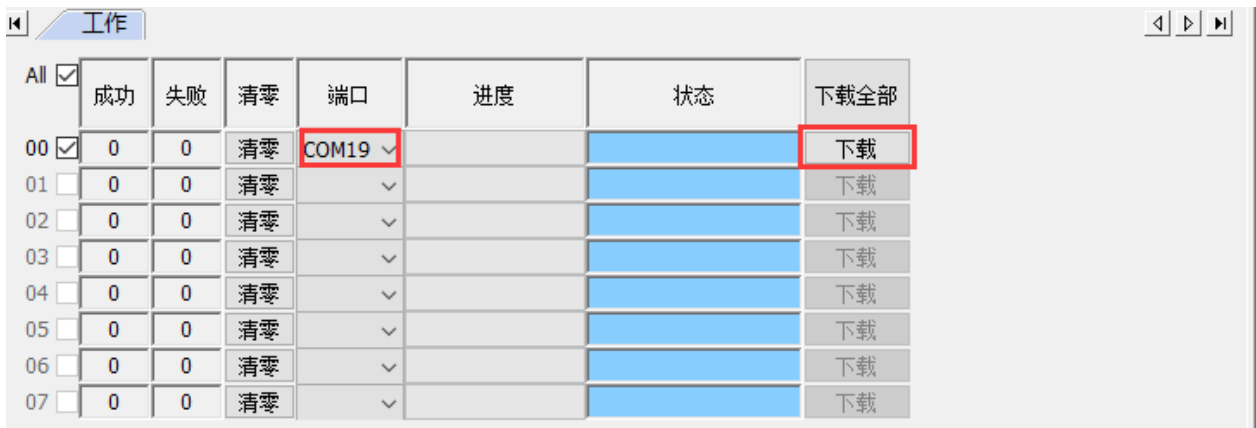 工作
All 成功 失败 清零 端口 进度 状态 下载全部
00 0 0 清零 COM19 下载
01 0 0 清零 下载
02 0 0 清零 下载
03 0 0 清零 下载
04 0 0 清零 下载
05 0 0 清零 下载
06 0 0 清零 下载
07 0 0 清零 下载